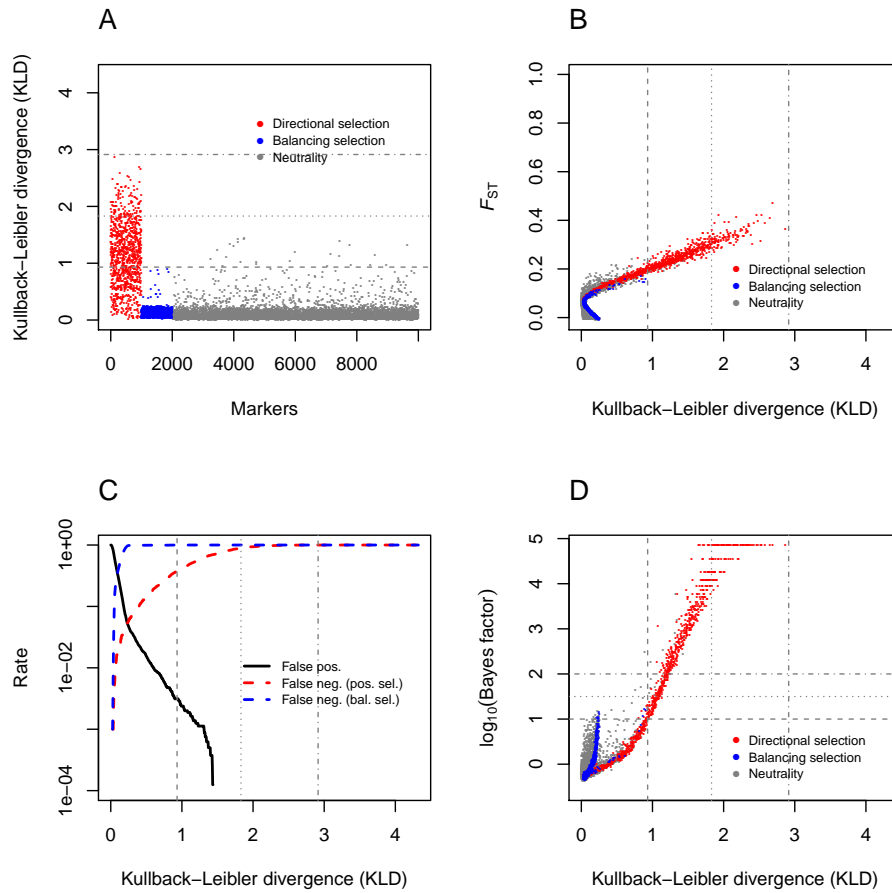 A
Kullback–Leibler divergence (KLD)
4
3
2
1
0
Directional selection
Balancing selection
Neutrality
0 2000 4000 6000 8000
Markers
B
F_ST
1.0
0.8
0.6
0.4
0.2
0.0
Directional selection
Balancing selection
Neutrality
0 1 2 3 4
Kullback–Leibler divergence (KLD)
C
Rate
1e+00
1e−02
1e−04
False pos.
False neg. (pos. sel.)
False neg. (bal. sel.)
0 1 2 3 4
Kullback–Leibler divergence (KLD)
D
log10(Bayes factor)
5
4
3
2
1
0
Directional selection
Balancing selection
Neutrality
0 1 2 3 4
Kullback–Leibler divergence (KLD)